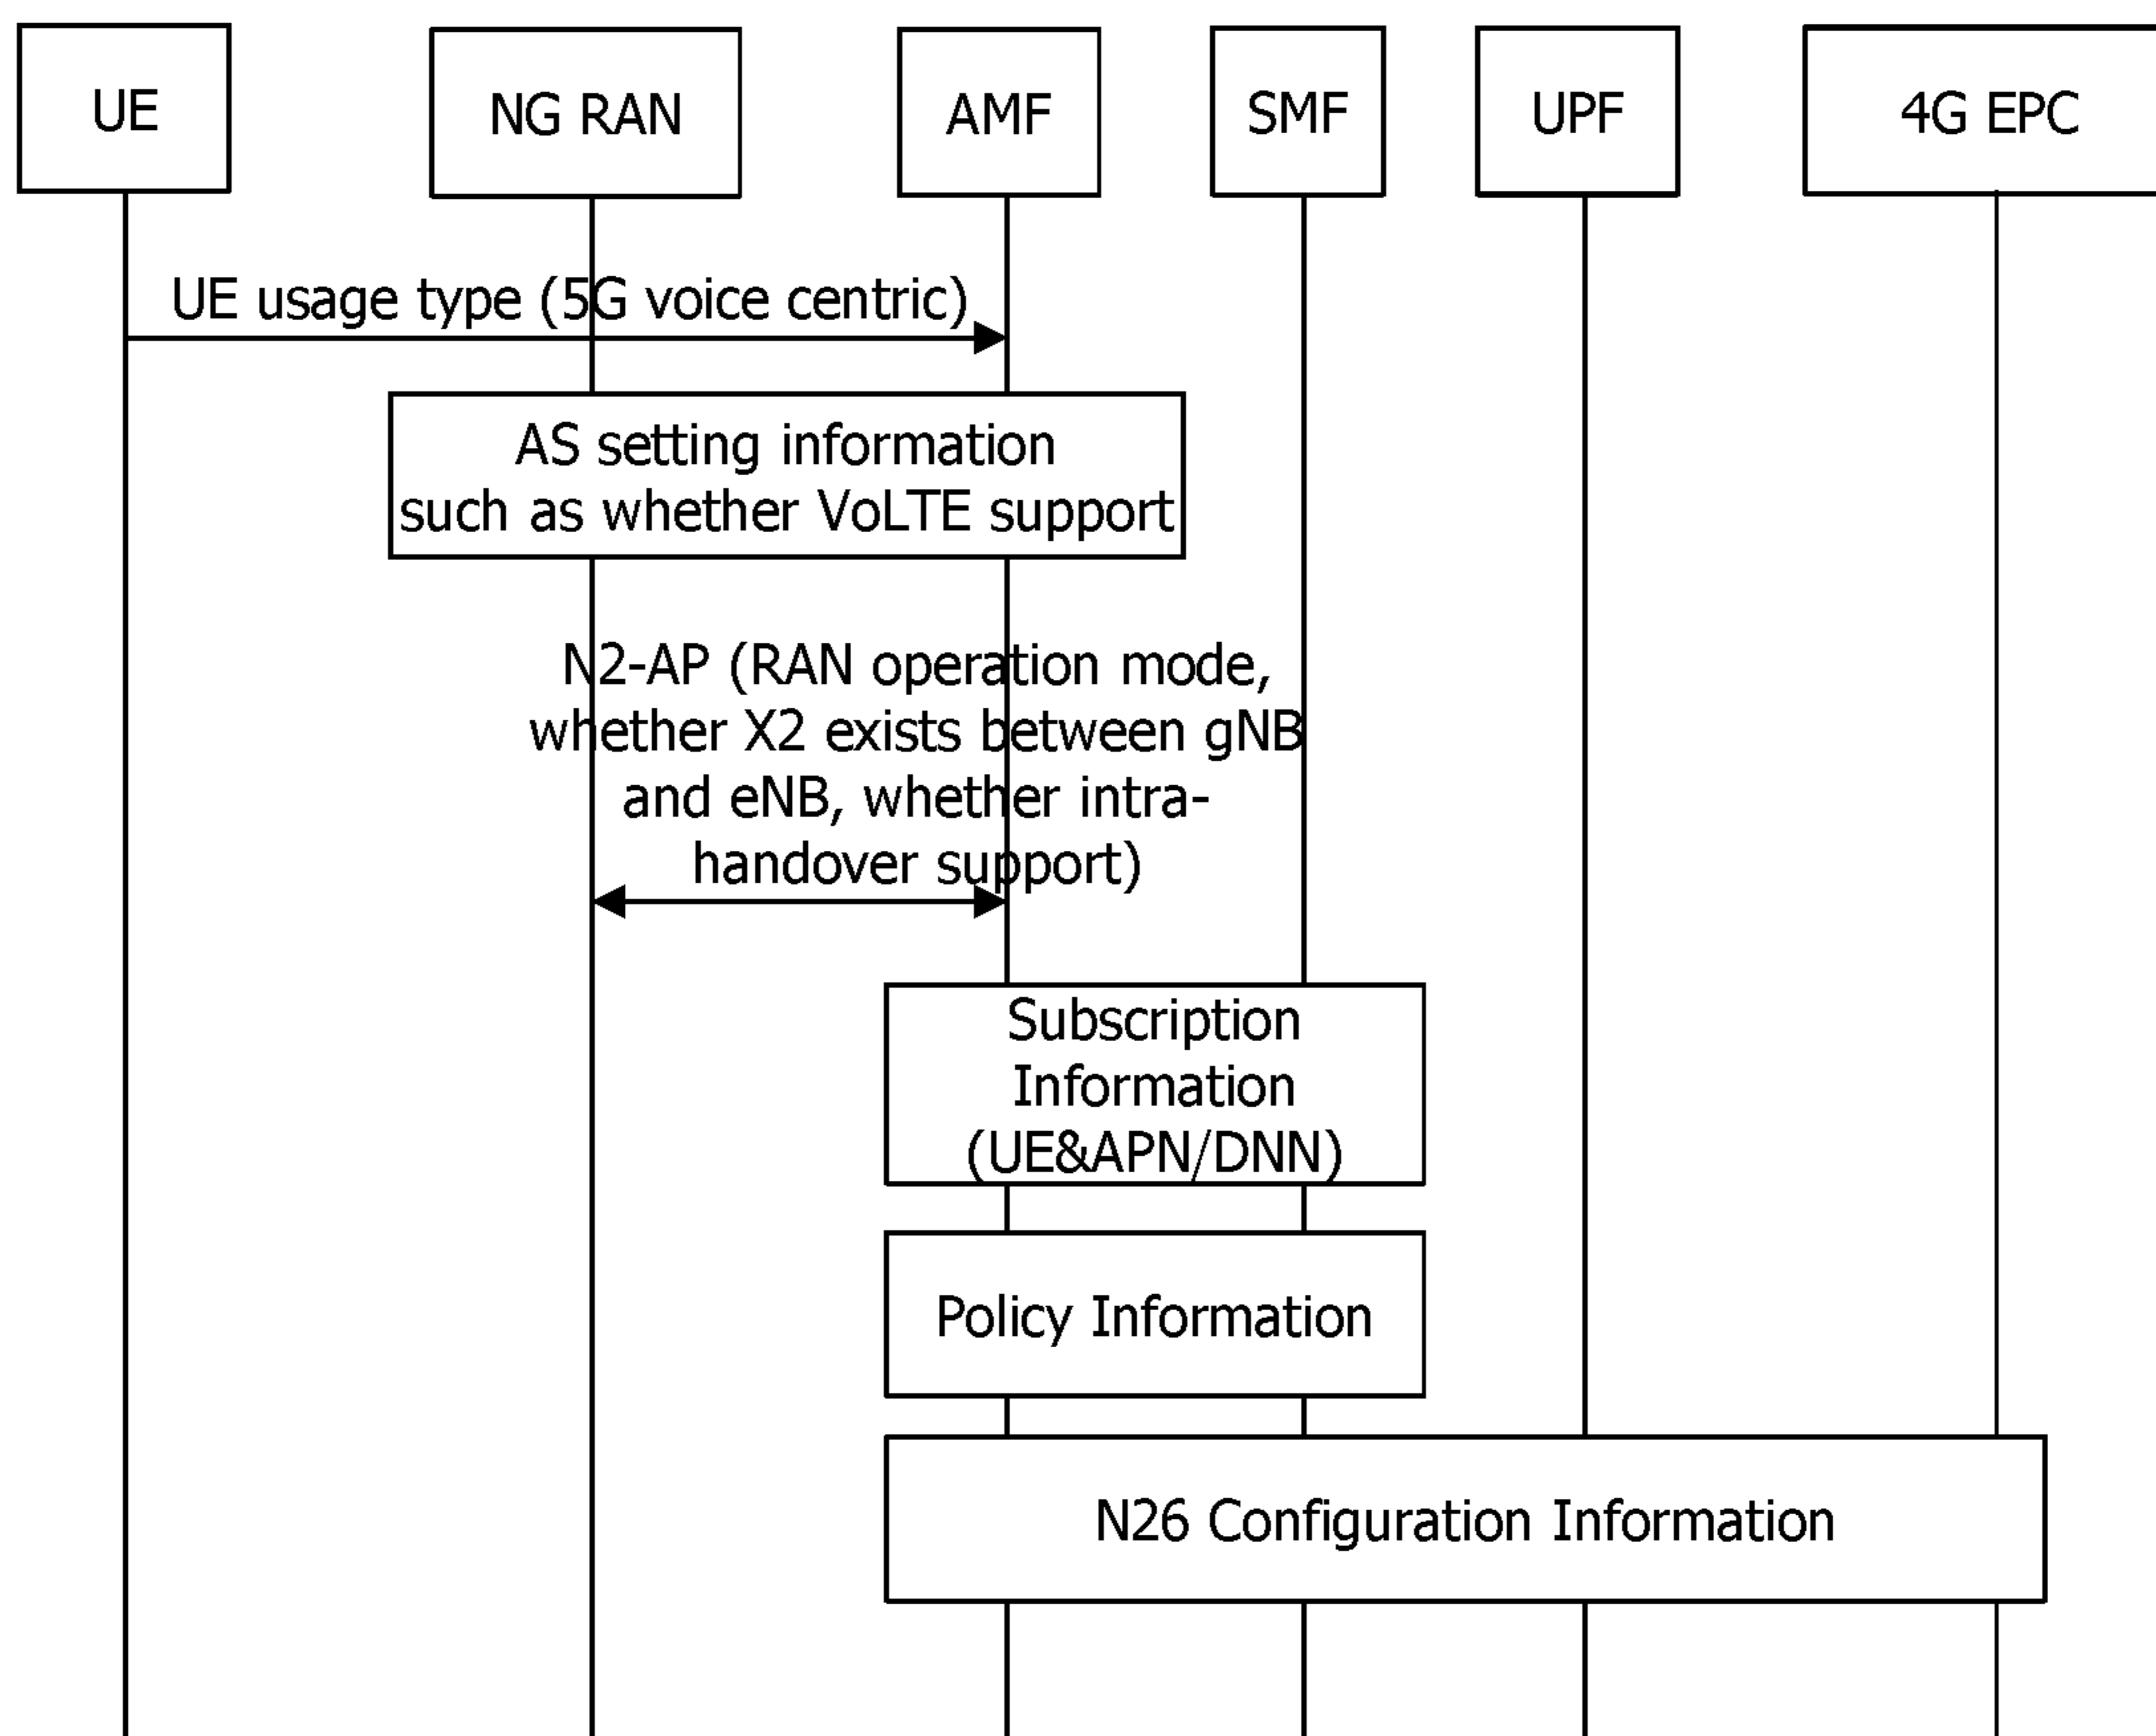 UE
NG RAN
AMF
SMF
UPF
4G EPC
UE usage type (5G voice centric)
AS setting information
such as whether VoLTE support
N2-AP (RAN operation mode,
whether X2 exists between gNB
and eNB, whether intra-
handover support)
Subscription
Information
(UE&APN/DNN)
Policy Information
N26 Configuration Information